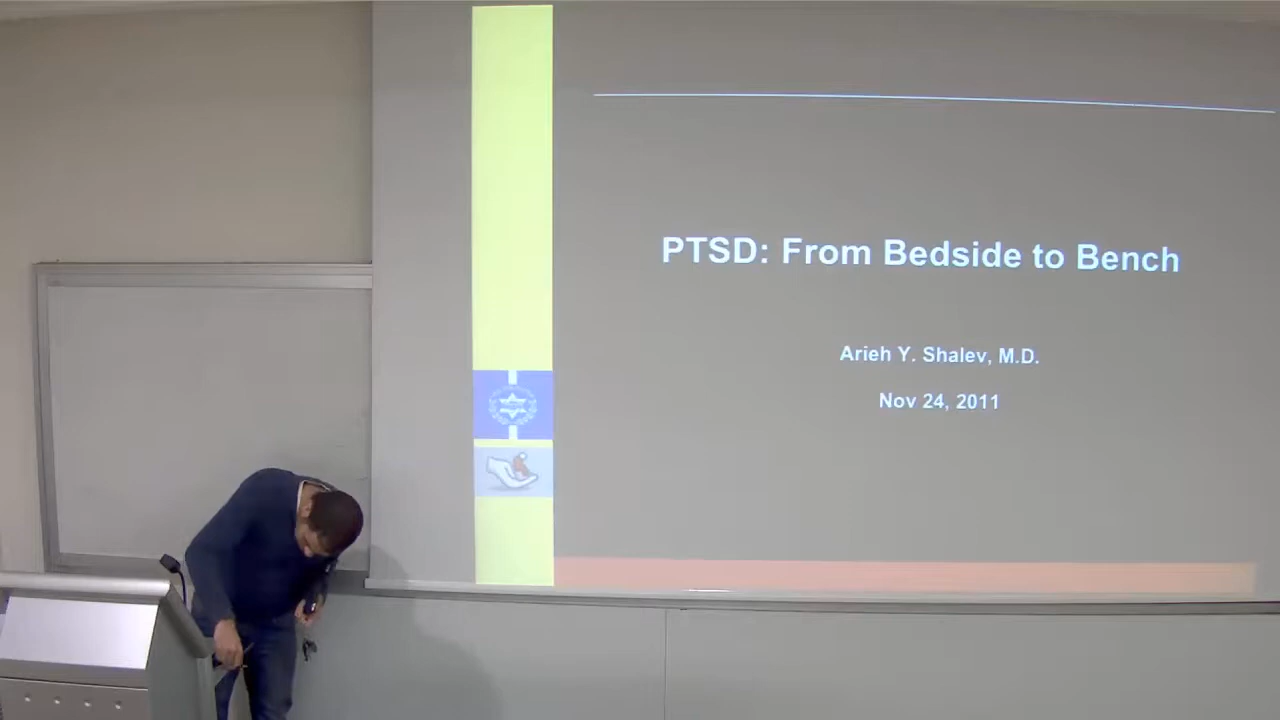 PTSD: From Bedside to Bench
Arieh Y. Shalev, M.D.
Nov 24, 2011